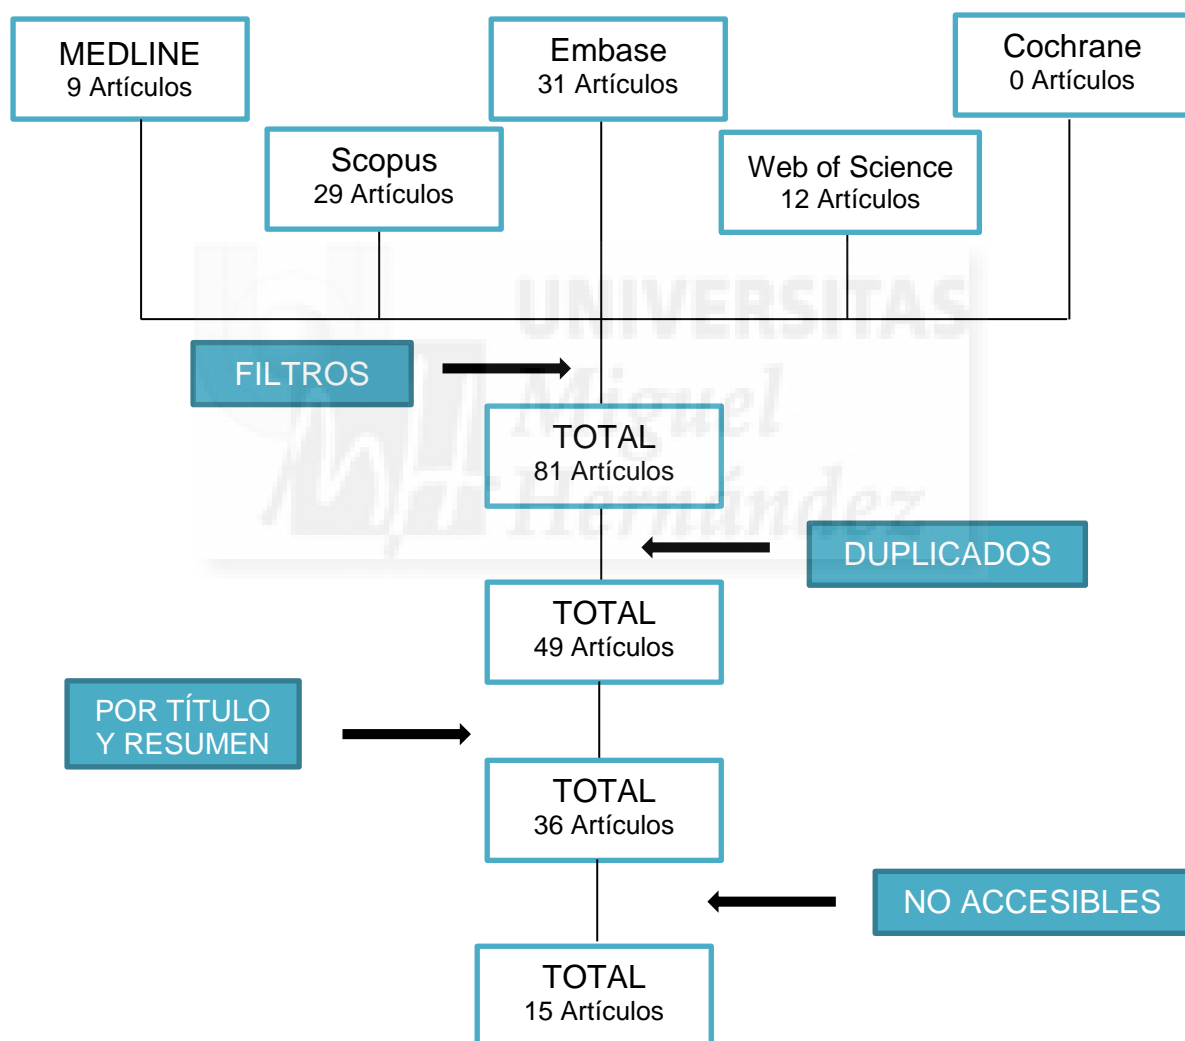 MEDLINE
9 Artículos
Embase
31 Artículos
Cochrane
0 Artículos
Scopus
29 Artículos
Web of Science
12 Artículos
UNIVERSITAS
Miguel
Hernández
FILTROS
TOTAL
81 Artículos
DUPLICADOS
TOTAL
49 Artículos
POR TÍTULO
Y RESUMEN
TOTAL
36 Artículos
NO ACCESIBLES
TOTAL
15 Artículos